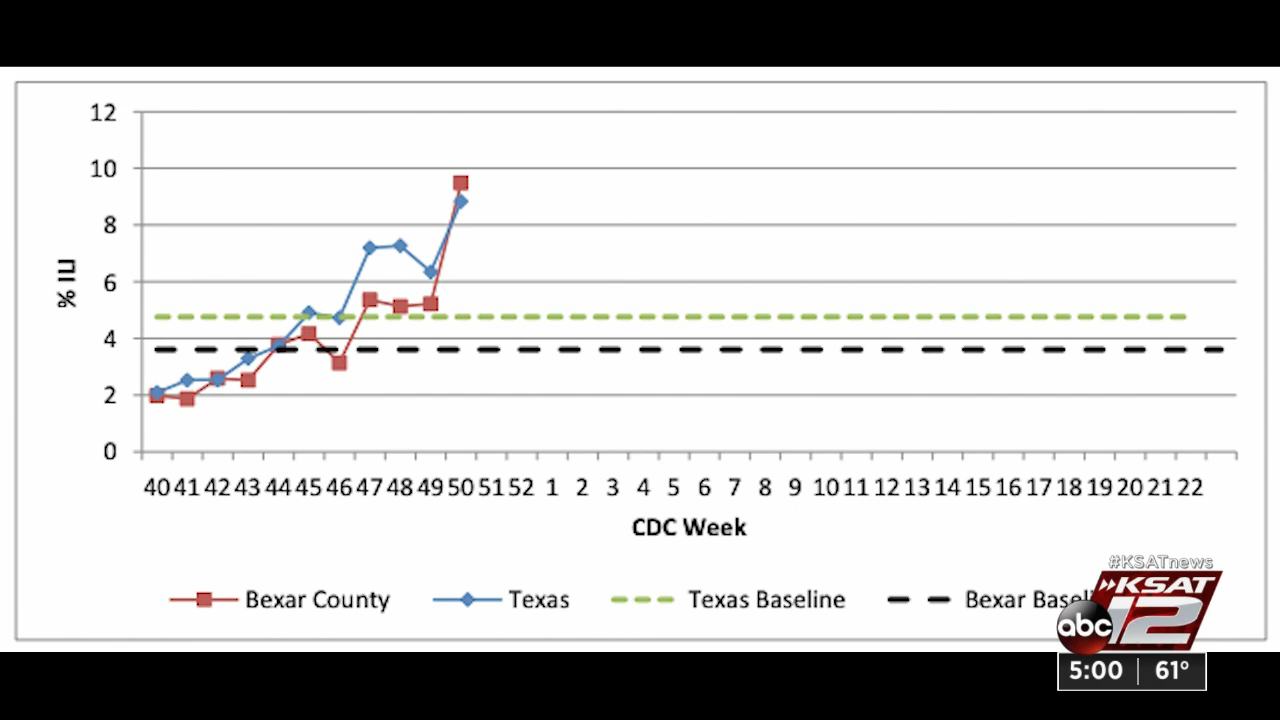 12
10
8
6
4
2
0
% ILI
40 41 42 43 44 45 46 47 48 49 50 51 52 1 2 3 4 5 6 7 8 9 10 11 12 13 14 15 16 17 18 19 20 21 22
CDC Week
Bexar County Texas Texas Baseline Bexar
#KSATnews
KSAT
abc 12
5:00 61°